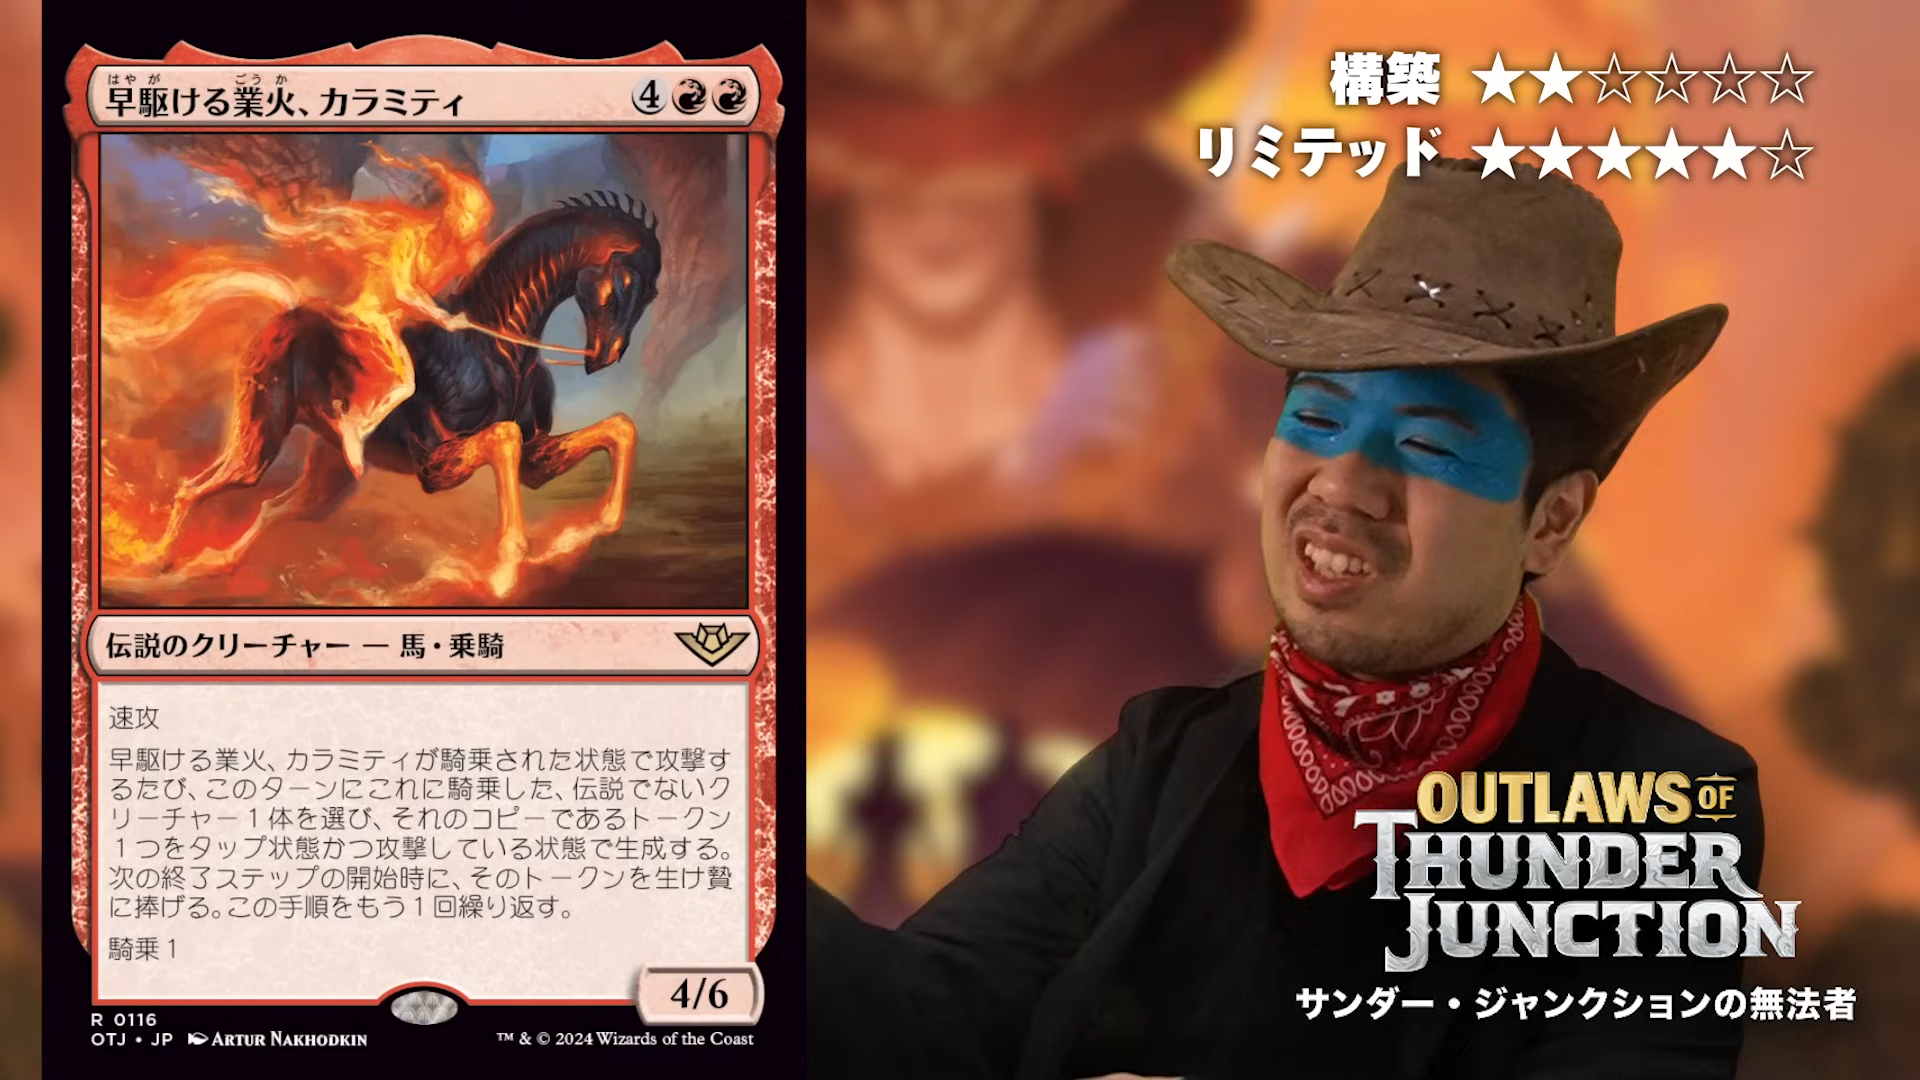 はやが ごうか
早駆ける業火、カラミティ 4
伝説のクリーチャー — 馬・乗騎
速攻
早駆ける業火、カラミティが騎乗された状態で攻撃す
るたび、このターンにこれに騎乗した、伝説でないク
リーチャー1体を選び、それのコピーであるトークン
1つをタップ状態かつ攻撃している状態で生成する。
次の終了ステップの開始時に、そのトークンを生け贄
に捧げる。この手順をもう1回繰り返す。
騎乗1
4/6
R 0116
OTJ • JP ARTUR NAKHODKIN
™ & © 2024 Wizards of the Coast
構築 ★★☆☆☆☆
リミテッド ★★★★★☆
OUTLAWS OF
THUNDER
JUNCTION
サンダー・ジャンクションの無法者